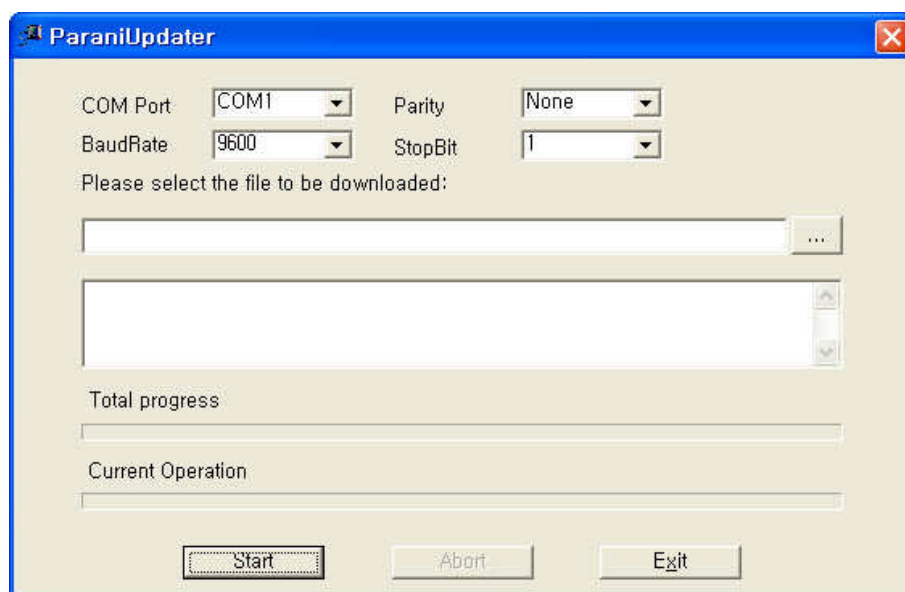 ParaniUpdater
COM Port COM1 Parity None
BaudRate 9600 StopBit 1
Please select the file to be downloaded:
...
Total progress
Current Operation
Start Abort Exit